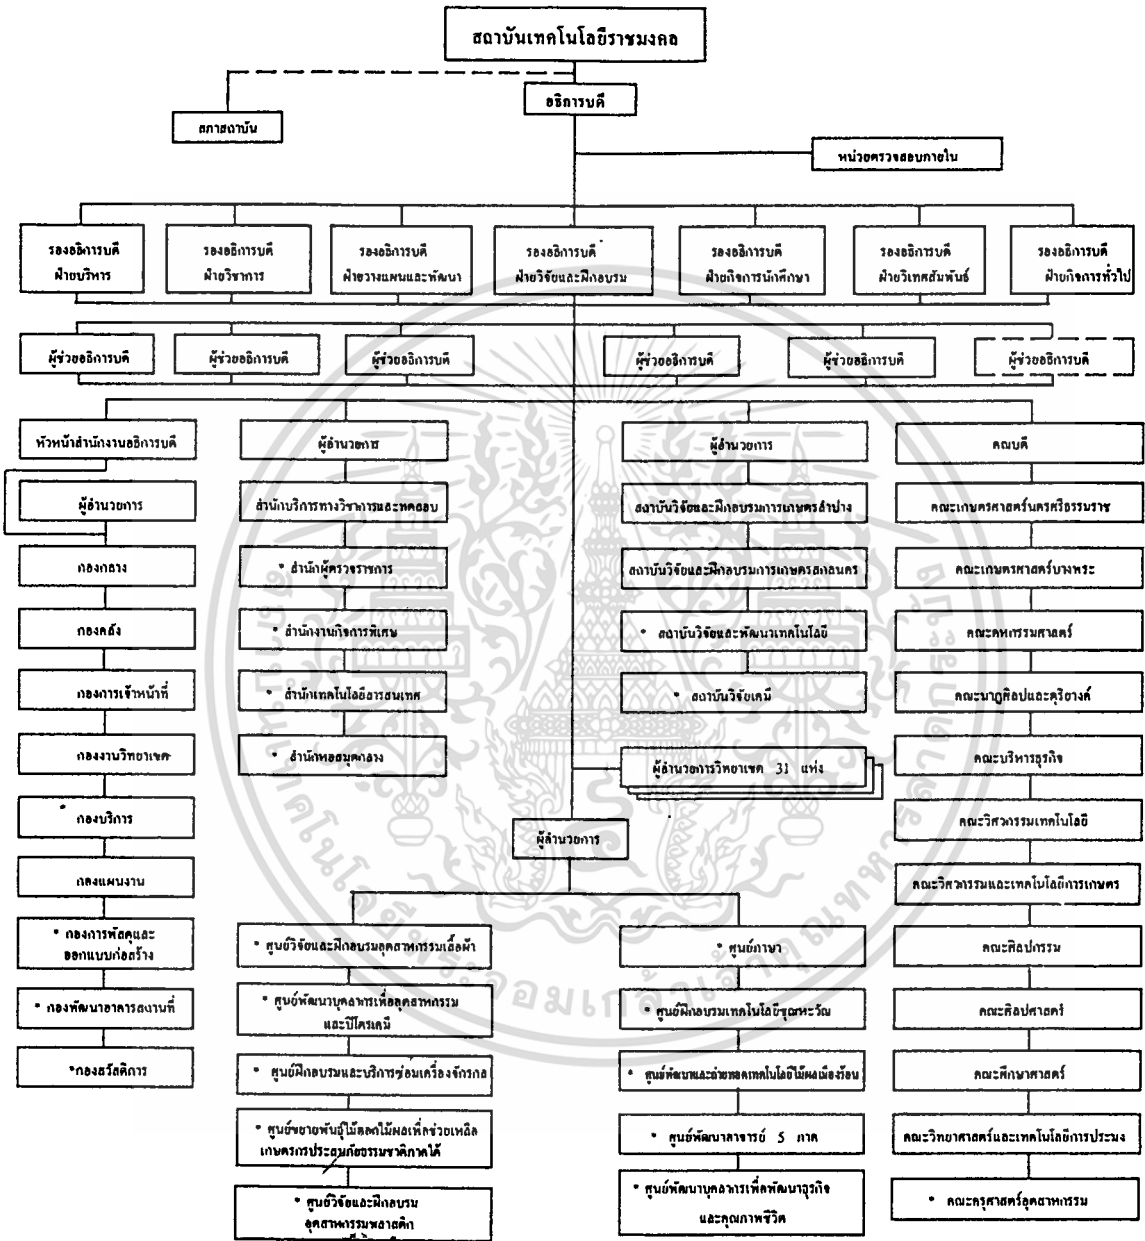 สถาบันเทคโนโลยีราชมงคล
อธิการบดี
สภาสถาบัน
หน่วยตรวจสอบภายใน
รองอธิการบดี
ฝ่ายบริหาร
รองอธิการบดี
ฝ่ายวิชาการ
รองอธิการบดี
ฝ่ายวางแผนและพัฒนา
รองอธิการบดี
ฝ่ายวิจัยและฝึกอบรม
รองอธิการบดี
ฝ่ายกิจการนักศึกษา
รองอธิการบดี
ฝ่ายวิเทศสัมพันธ์
รองอธิการบดี
ฝ่ายกิจการทั่วไป
ผู้ช่วยอธิการบดี
ผู้ช่วยอธิการบดี
ผู้ช่วยอธิการบดี
ผู้ช่วยอธิการบดี
ผู้ช่วยอธิการบดี
ผู้ช่วยอธิการบดี
หัวหน้าสำนักงานอธิการบดี
ผู้อำนวยการ
กองกลาง
กองคลัง
กองการเจ้าหน้าที่
กองงานวิทยาเขต
กองบริการ
กองแผนงาน
* กองการพัสดุและ
ออกแบบก่อสร้าง
* กองพัฒนาอาคารสถานที่
*กองสวัสดิการ
ผู้อำนวยการ
สำนักบริการทางวิชาการและทดสอบ
* สำนักผู้ตรวจราชการ
* สำนักงานกิจการพิเศษ
* สำนักเทคโนโลยีสารสนเทศ
* สำนักหอสมุดกลาง
ผู้อำนวยการ
สถาบันวิจัยและฝึกอบรมการเกษตรลำปาง
สถาบันวิจัยและฝึกอบรมการเกษตรสกลนคร
* สถาบันวิจัยและพัฒนาเทคโนโลยี
* สถาบันวิจัยเคมี
ผู้อำนวยการวิทยาเขต 31 แห่ง
คณบดี
คณะเกษตรศาสตร์นครศรีธรรมราช
คณะเกษตรศาสตร์บางพระ
คณะคหกรรมศาสตร์
คณะนาฏศิลปและดุริยางค์
คณะบริหารธุรกิจ
คณะวิศวกรรมเทคโนโลยี
คณะวิศวกรรมและเทคโนโลยีการเกษตร
คณะศิลปกรรม
คณะศิลปศาสตร์
คณะศึกษาศาสตร์
คณะวิทยาศาสตร์และเทคโนโลยีการประมง
* คณะครุศาสตร์อุตสาหกรรม
ผู้อำนวยการ
* ศูนย์วิจัยและฝึกอบรมอุตสาหกรรมเสื้อผ้า
* ศูนย์พัฒนาบุคลากรเพื่ออุตสาหกรรม
และปิโตรเคมี
* ศูนย์ฝึกอบรมและบริการซ่อมเครื่องจักรกล
* ศูนย์ขยายพันธุ์ไม้ดอกไม้ผลเพื่อช่วยเหลือ
เกษตรกรประสบภัยธรรมชาติภาคใต้
* ศูนย์วิจัยและฝึกอบรม
อุตสาหกรรมพลาสติก
* ศูนย์ภาษา
* ศูนย์ฝึกอบรมเทคโนโลยีชุณหะวัณ
* ศูนย์พัฒนาและถ่ายทอดเทคโนโลยีไม้ผลเมืองร้อน
* ศูนย์พัฒนาอาจารย์ 5 ภาค
* ศูนย์พัฒนาบุคลากรเพื่อพัฒนาธุรกิจ
และคุณภาพชีวิต